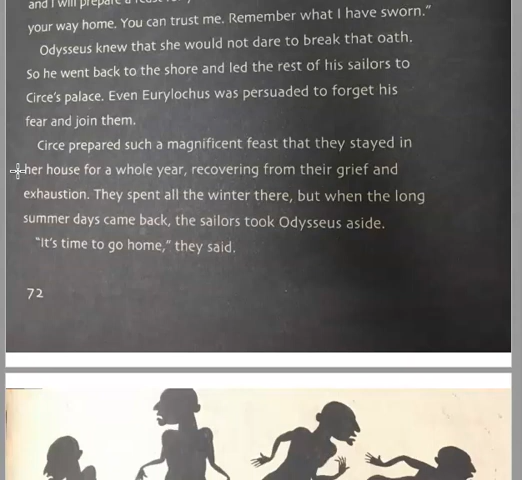 and I will prepare a feast for
your way home. You can trust me. Remember what I have sworn.”
Odysseus knew that she would not dare to break that oath.
So he went back to the shore and led the rest of his sailors to
Circe’s palace. Even Eurylochus was persuaded to forget his
fear and join them.
Circe prepared such a magnificent feast that they stayed in
her house for a whole year, recovering from their grief and
exhaustion. They spent all the winter there, but when the long
summer days came back, the sailors took Odysseus aside.
“It’s time to go home,” they said.
72